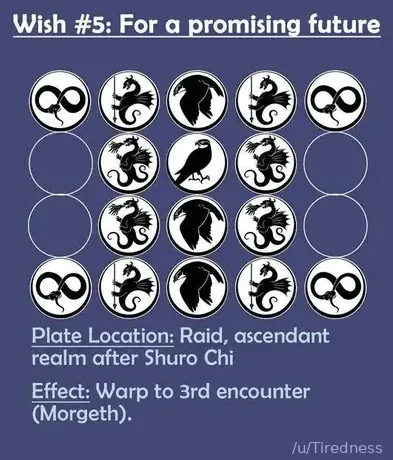 Wish #5: For a promising future
Plate Location: Raid, ascendant
realm after Shuro Chi
Effect: Warp to 3rd encounter
(Morgeth).
/u/Tiredness